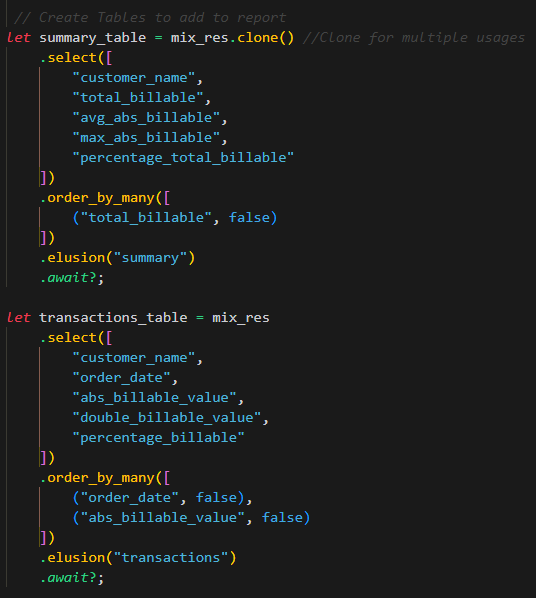 // Create Tables to add to report
let summary_table = mix_res.clone() //Clone for multiple usages
    .select([
        "customer_name",
        "total_billable",
        "avg_abs_billable",
        "max_abs_billable",
        "percentage_total_billable"
    ])
    .order_by_many([
        ("total_billable", false)
    ])
    .elusion("summary")
    .await?;

let transactions_table = mix_res
    .select([
        "customer_name",
        "order_date",
        "abs_billable_value",
        "double_billable_value",
        "percentage_billable"
    ])
    .order_by_many([
        ("order_date", false),
        ("abs_billable_value", false)
    ])
    .elusion("transactions")
    .await?;